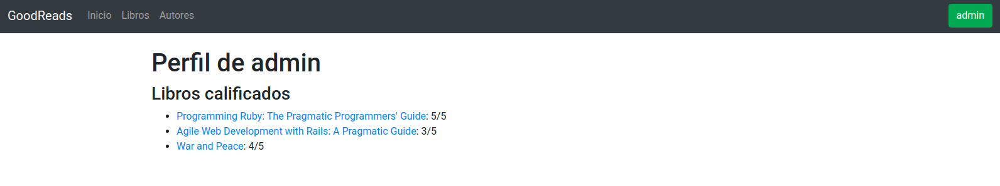 GoodReads Inicio Libros Autores admin
Perfil de admin
Libros calificados
Programming Ruby: The Pragmatic Programmers' Guide: 5/5
Agile Web Development with Rails: A Pragmatic Guide: 3/5
War and Peace: 4/5